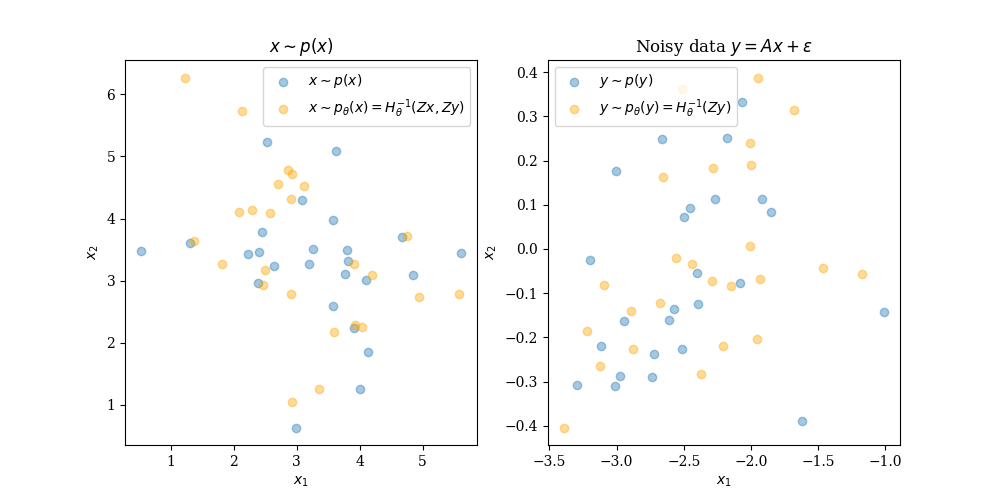 x ∼ p(x)
x ∼ p(x)
x ∼ p_θ(x) = H_θ^{-1}(Zx, Zy)
6
5
4
3
2
1
x_2
1 2 3 4 5
x_1
Noisy data y = Ax + ε
y ∼ p(y)
y ∼ p_θ(y) = H_θ^{-1}(Zy)
0.4
0.3
0.2
0.1
0.0
−0.1
−0.2
−0.3
−0.4
x_2
−3.5 −3.0 −2.5 −2.0 −1.5 −1.0
x_1